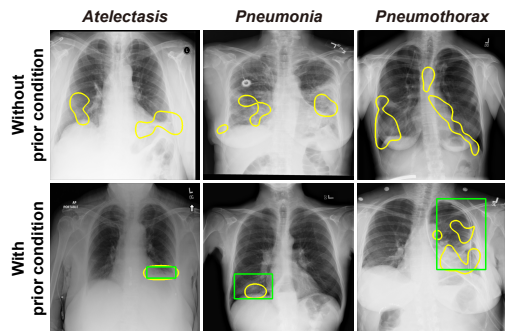 Atelectasis
Pneumonia
Pneumothorax
Without
prior condition
With
prior condition
L